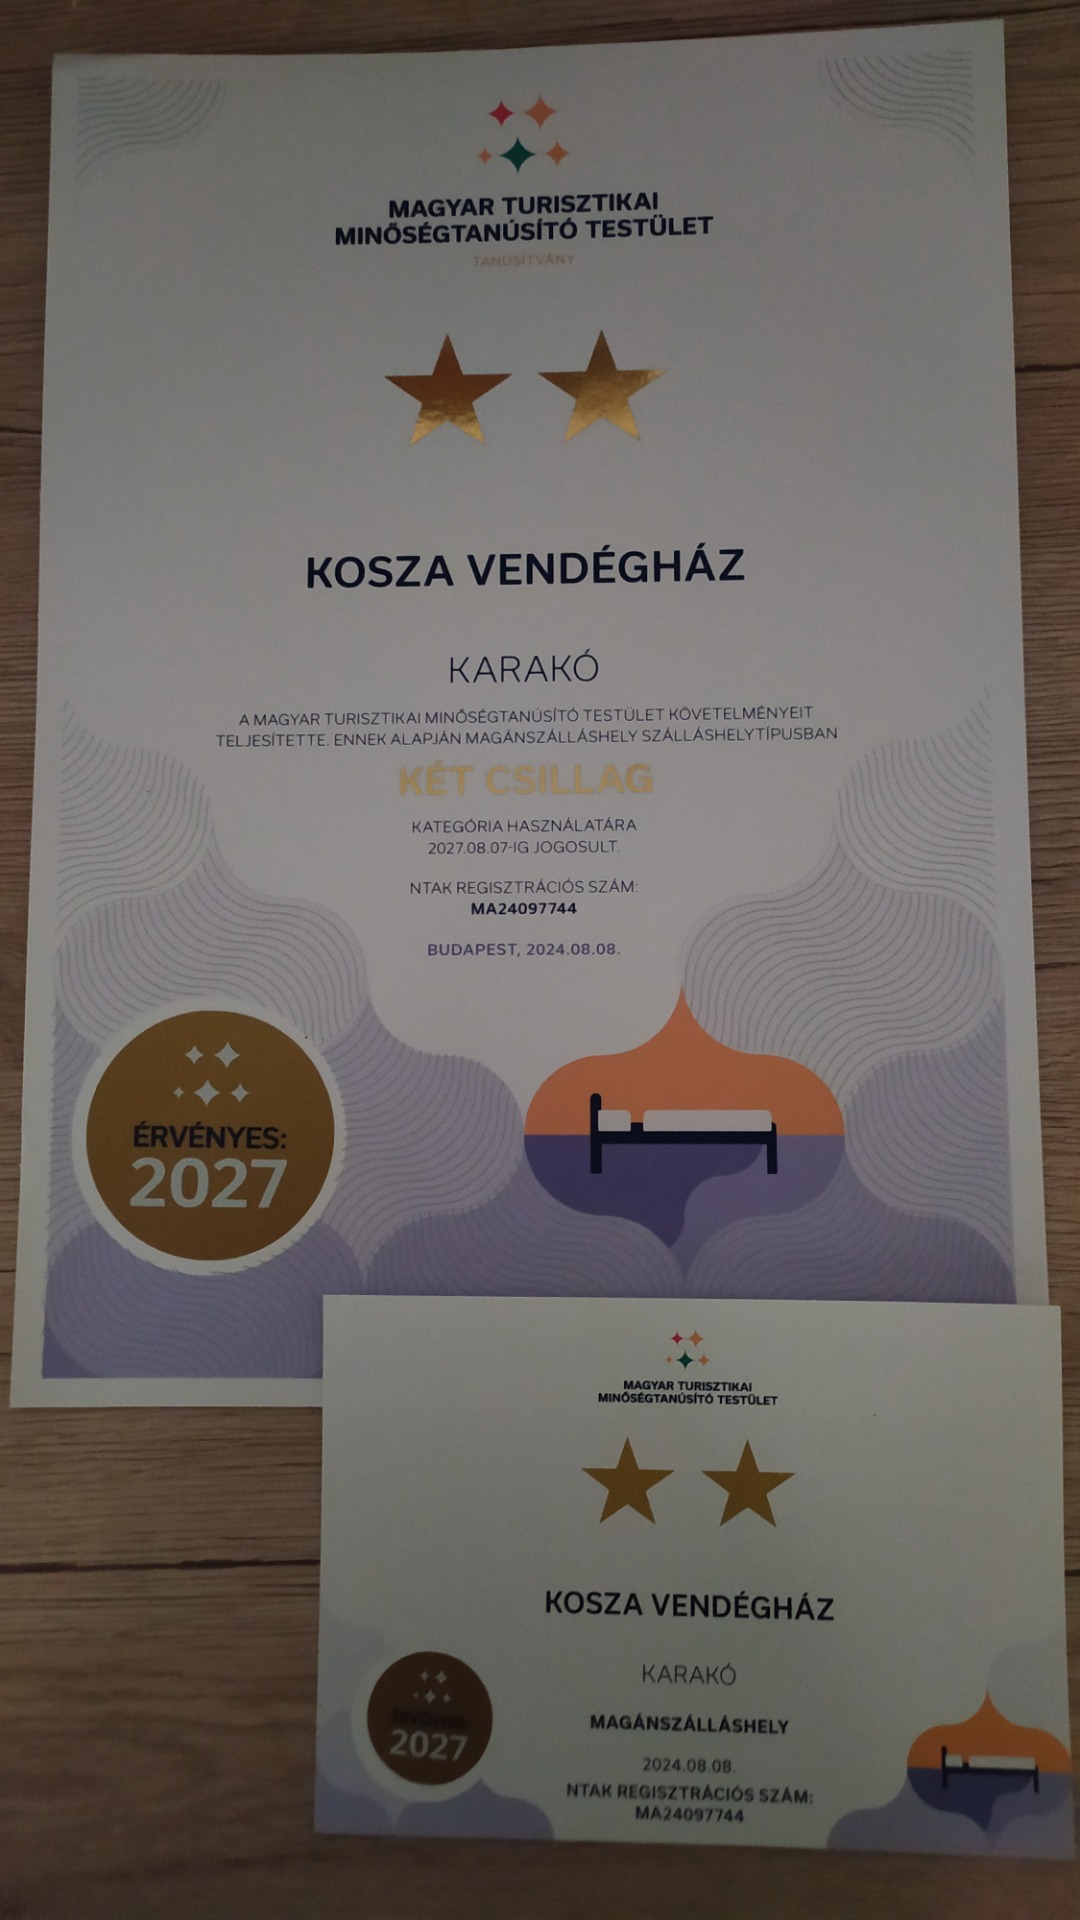 MAGYAR TURISZTIKAI
MINŐSÉGTANÚSÍTÓ TESTÜLET
TANÚSÍTVÁNY
KOSZA VENDÉGHÁZ
KARAKÓ
A MAGYAR TURISZTIKAI MINŐSÉGTANÚSÍTÓ TESTÜLET KÖVETELMÉNYEIT
TELJESÍTETTE. ENNEK ALAPJÁN MAGÁNSZÁLLÁSHELY SZÁLLÁSHELYTÍPUSBAN
KÉT CSILLAG
KATEGÓRIA HASZNÁLATÁRA
2027.08.07-IG JOGOSULT.
NTAK REGISZTRÁCIÓS SZÁM:
MA24097744
BUDAPEST, 2024.08.08.
ÉRVÉNYES:
2027
MAGYAR TURISZTIKAI
MINŐSÉGTANÚSÍTÓ TESTÜLET
KOSZA VENDÉGHÁZ
KARAKÓ
MAGÁNSZÁLLÁSHELY
2024.08.08.
NTAK REGISZTRÁCIÓS SZÁM:
MA24097744
ÉRVÉNYES:
2027